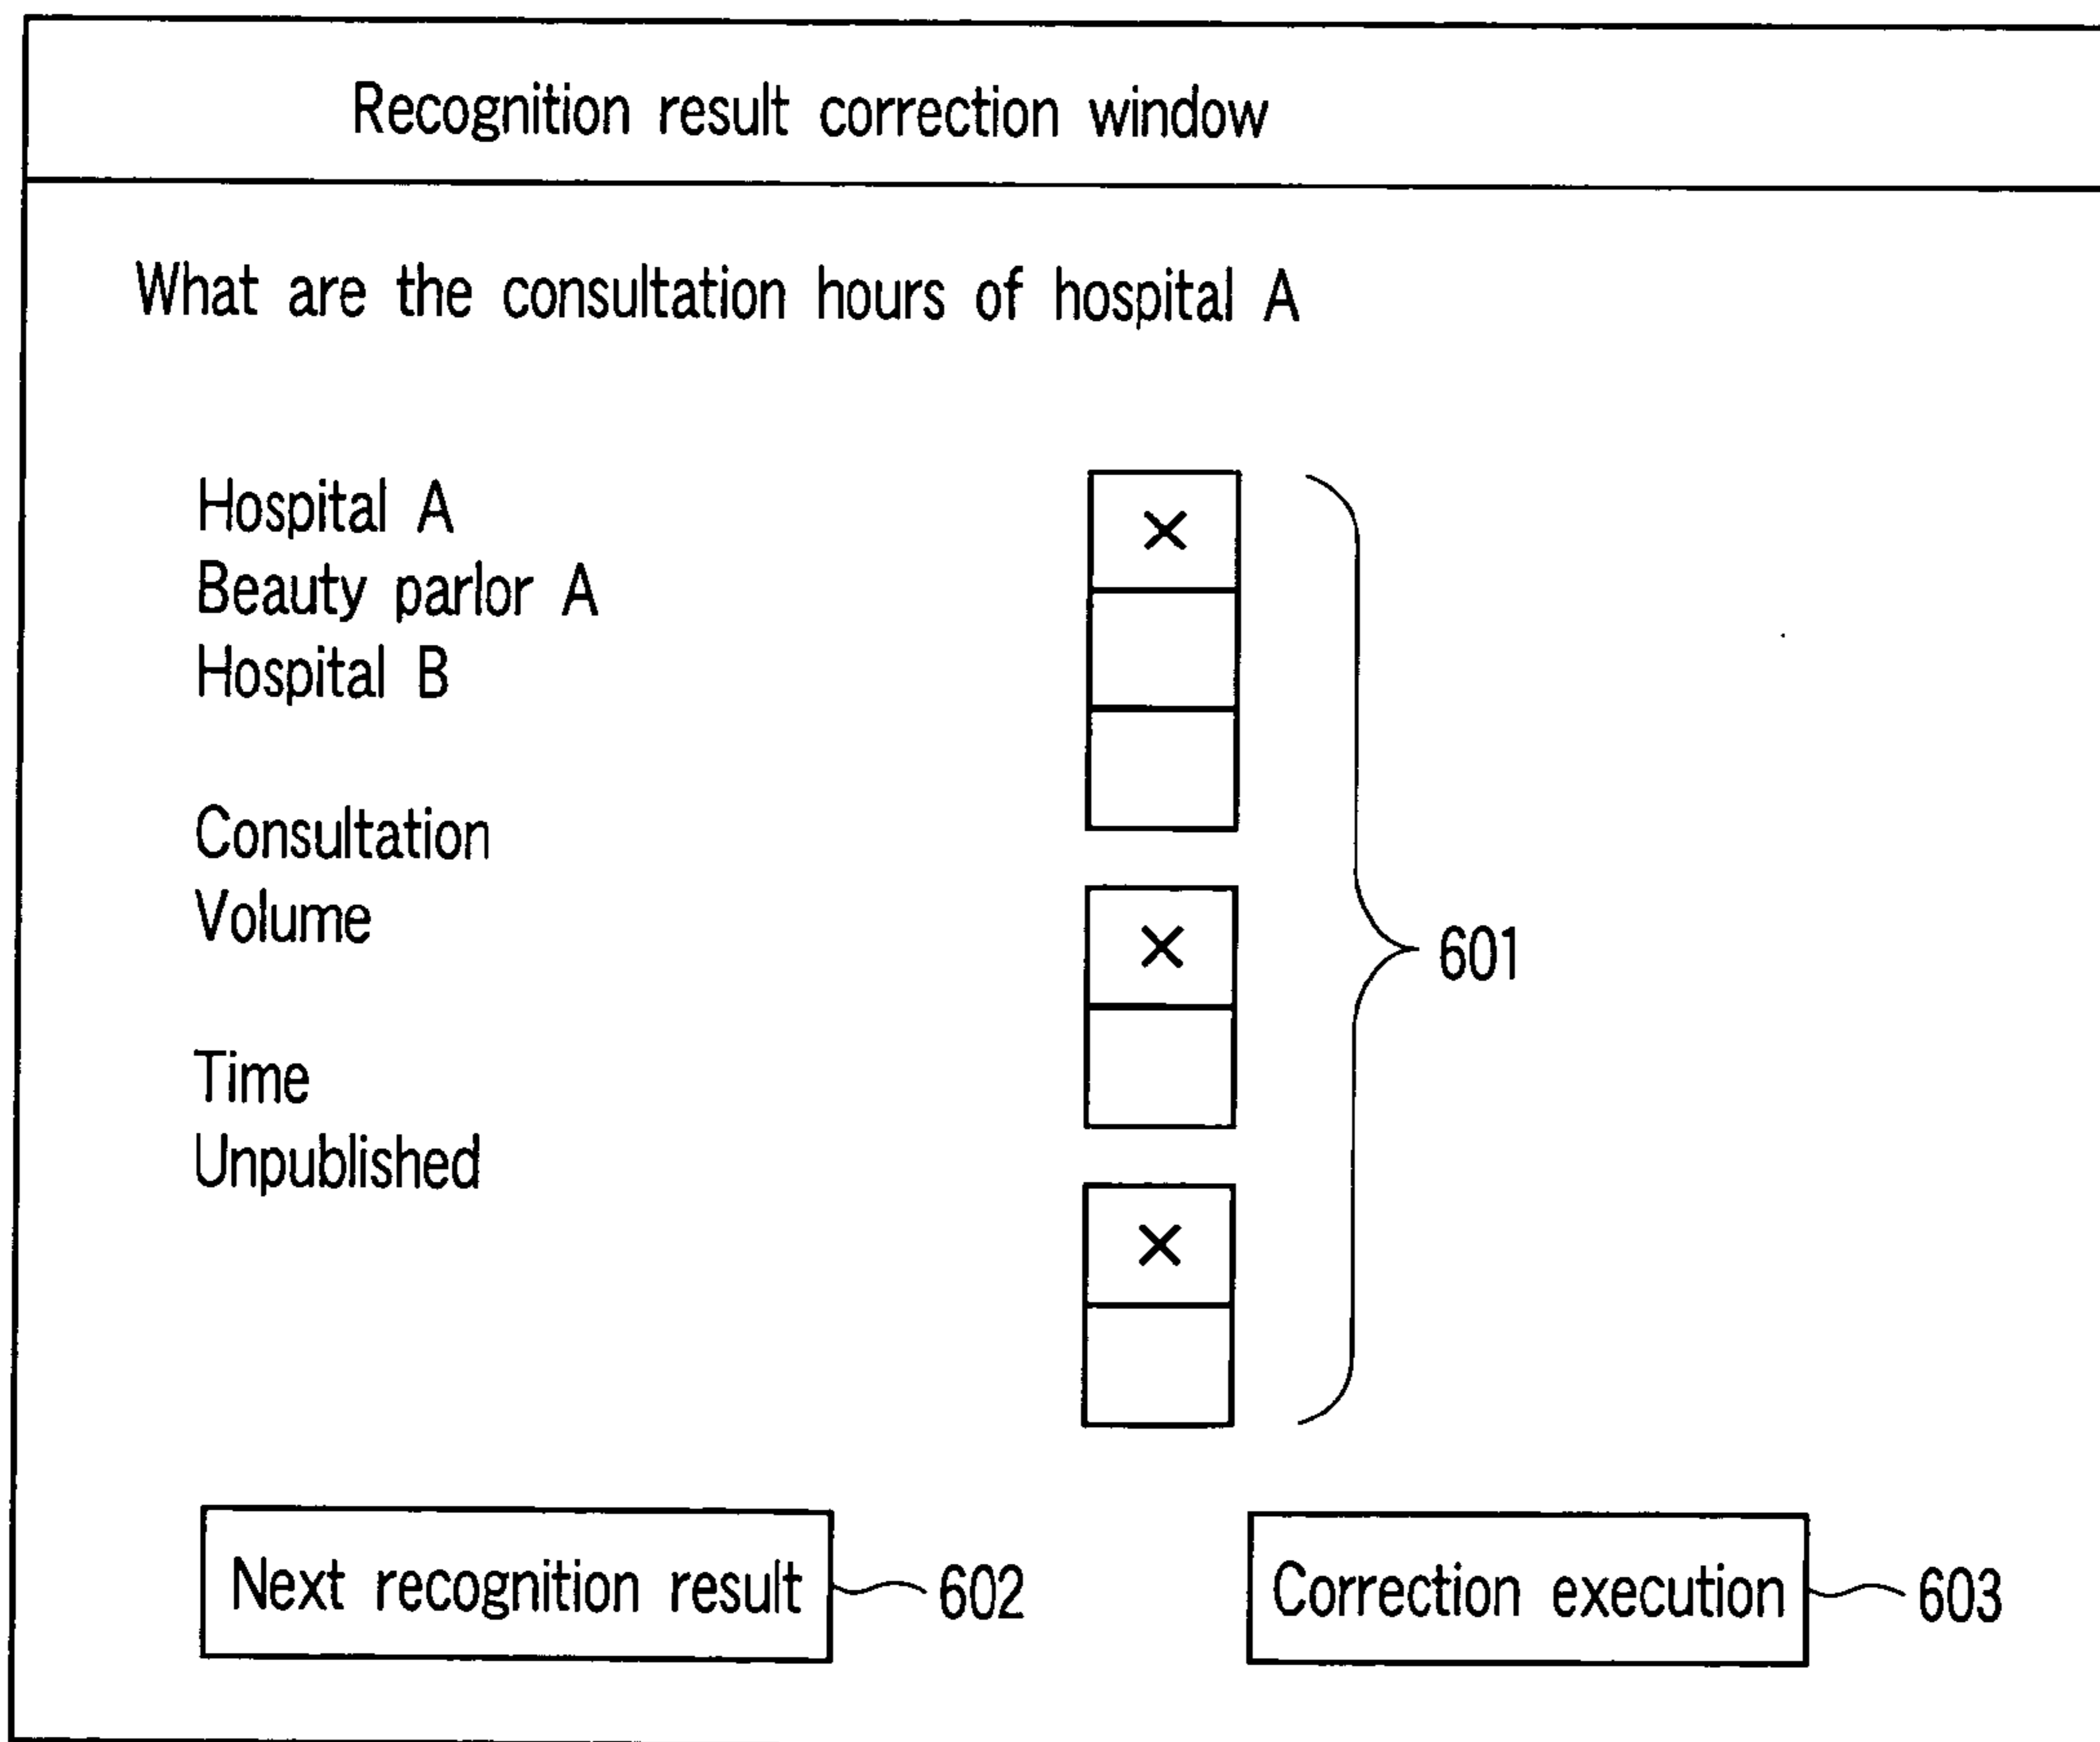 Recognition result correction window
What are the consultation hours of hospital A
Hospital A
×
Beauty parlor A
Hospital B
Consultation
Volume
×
601
Time
Unpublished
×
Next recognition result
602
Correction execution
603